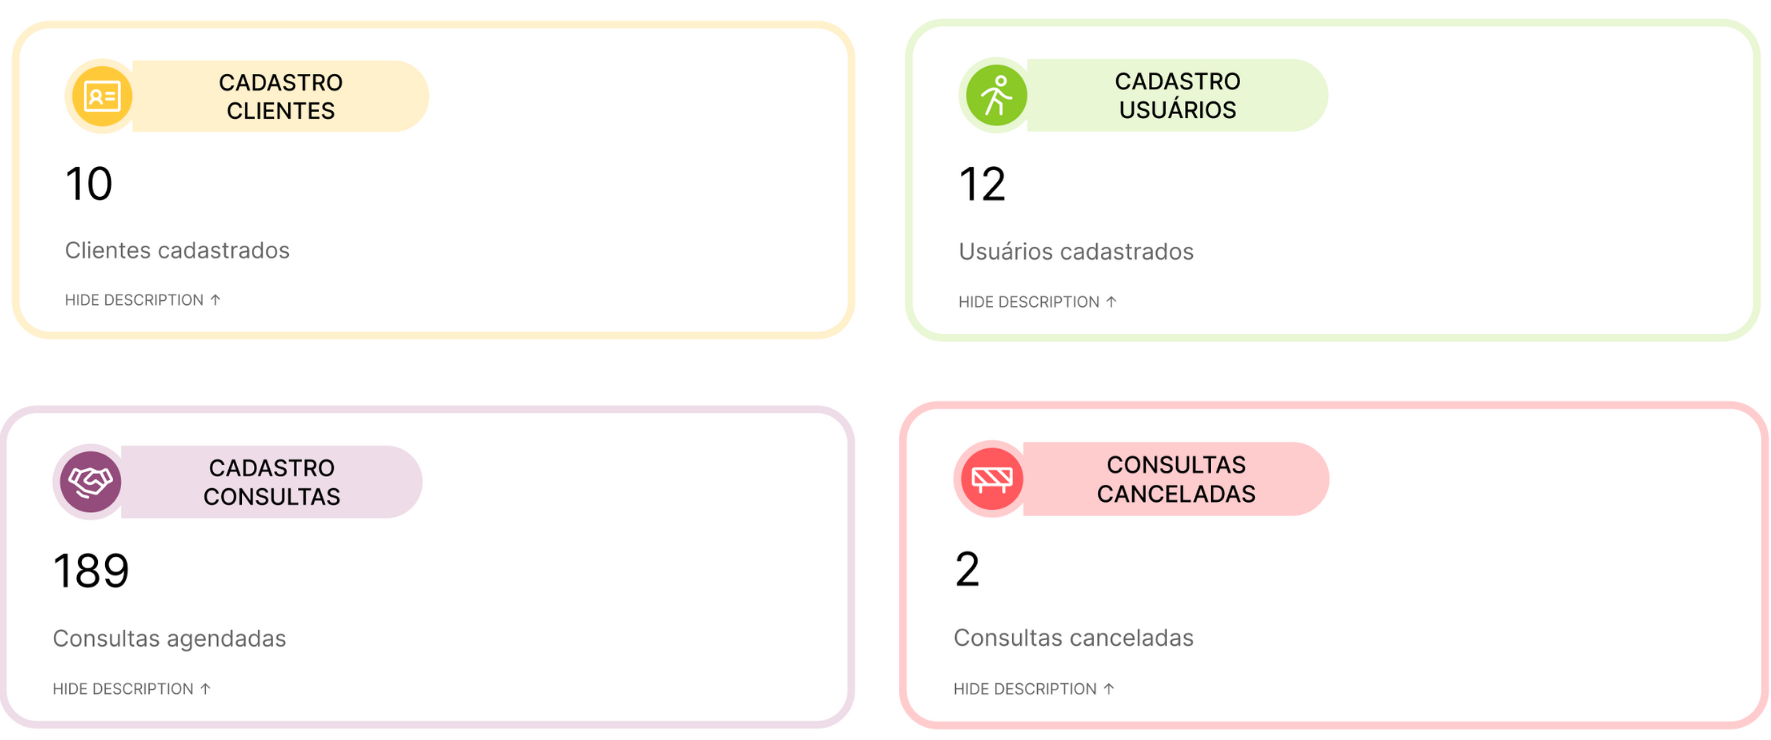 CADASTRO
CLIENTES
10
Clientes cadastrados
HIDE DESCRIPTION ↑
CADASTRO
USUÁRIOS
12
Usuários cadastrados
HIDE DESCRIPTION ↑
CADASTRO
CONSULTAS
189
Consultas agendadas
HIDE DESCRIPTION ↑
CONSULTAS
CANCELADAS
2
Consultas canceladas
HIDE DESCRIPTION ↑